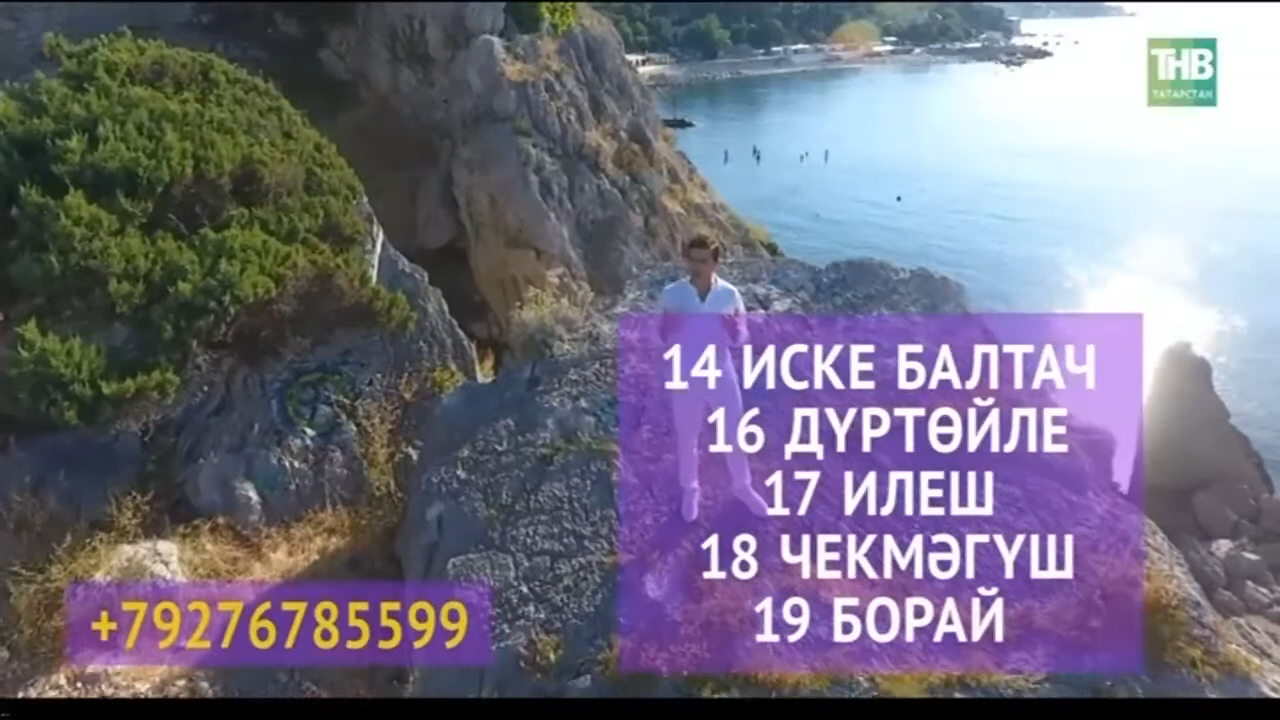 ТНВ
ТАТАРСТАН
14 ИСКЕ БАЛТАЧ
16 ДҮРТӨЙЛЕ
17 ИЛЕШ
18 ЧЕКМӘГҮШ
19 БОРАЙ
+79276785599